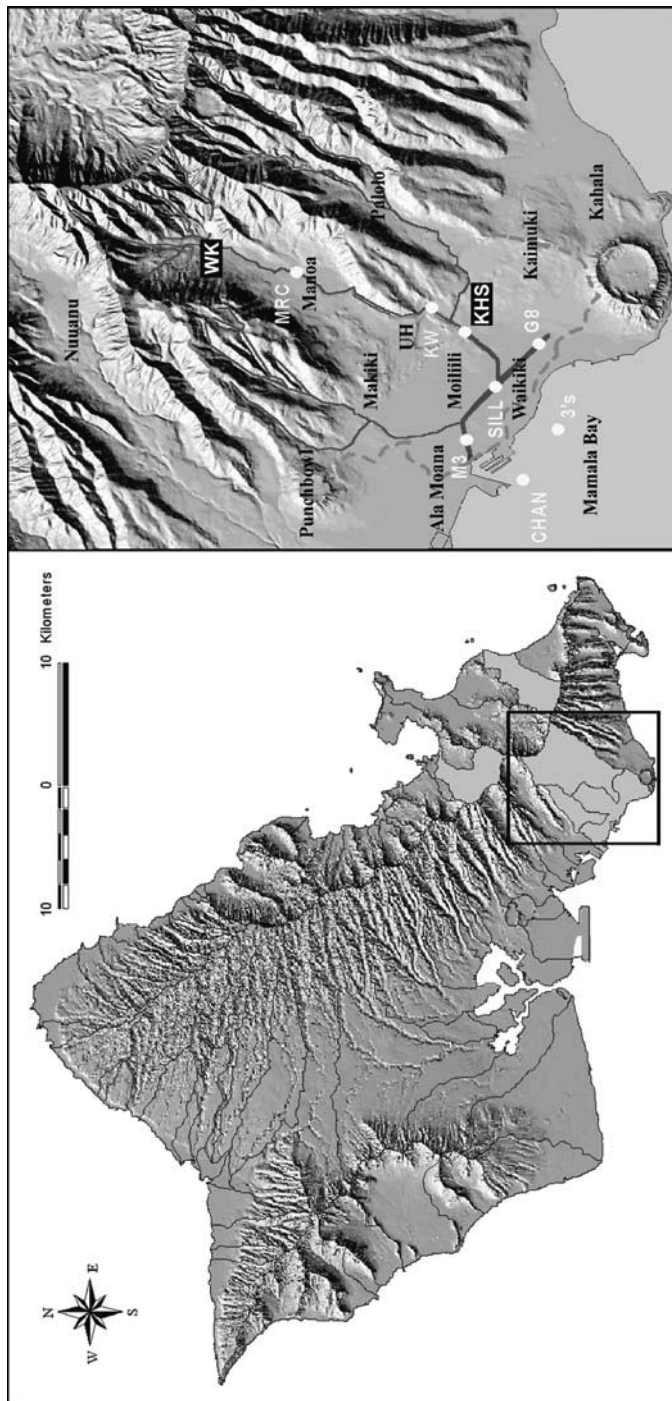 N
W
E
S
10
0
10 Kilometers
Nuuanu
WK
MRC
Manoa
Palolo
Punchbowl
Makiki
UH
KW
KHS
Kaimuki
Kahala
Ala Moana
M3
Moiliili
SILL
Waikiki
G8
CHAN
3's
Mamala Bay